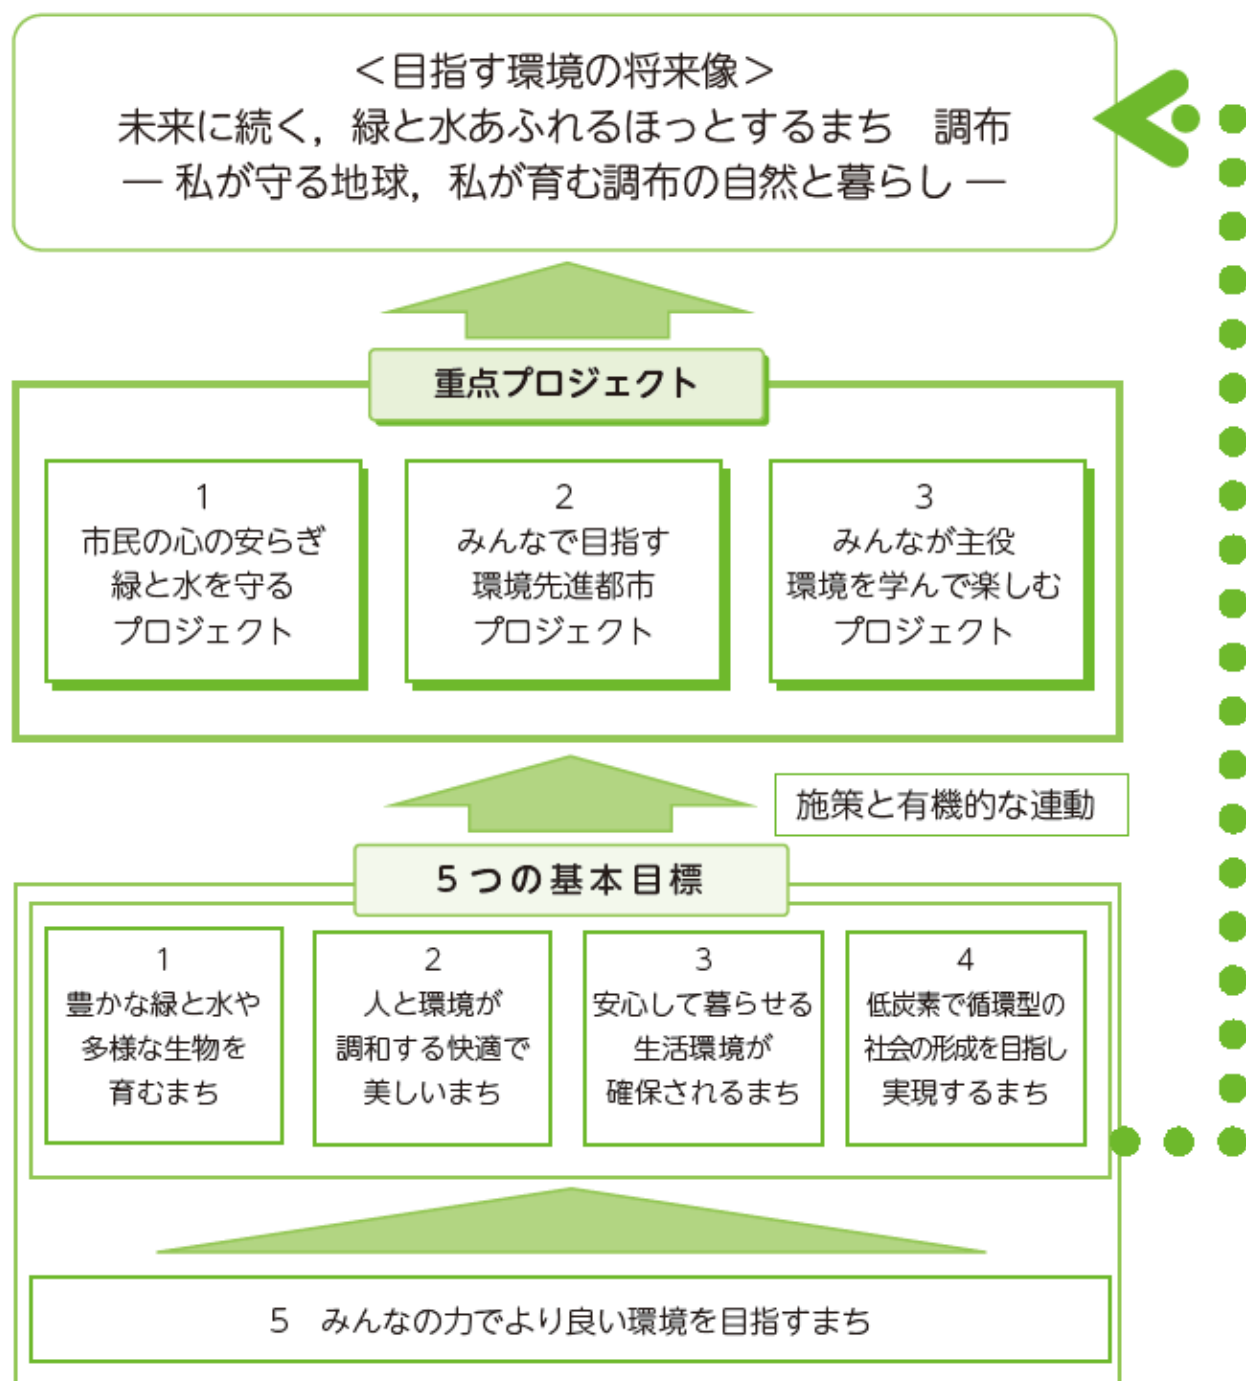 ＜目指す環境の将来像＞
未来に続く，緑と水あふれるほっとするまち　調布
― 私が守る地球，私が育む調布の自然と暮らし ―
重点プロジェクト
1
市民の心の安らぎ
緑と水を守る
プロジェクト
2
みんなで目指す
環境先進都市
プロジェクト
3
みんなが主役
環境を学んで楽しむ
プロジェクト
施策と有機的な連動
5つの基本目標
1
豊かな緑と水や
多様な生物を
育むまち
2
人と環境が
調和する快適で
美しいまち
3
安心して暮らせる
生活環境が
確保されるまち
4
低炭素で循環型の
社会の形成を目指し
実現するまち
5　みんなの力でより良い環境を目指すまち